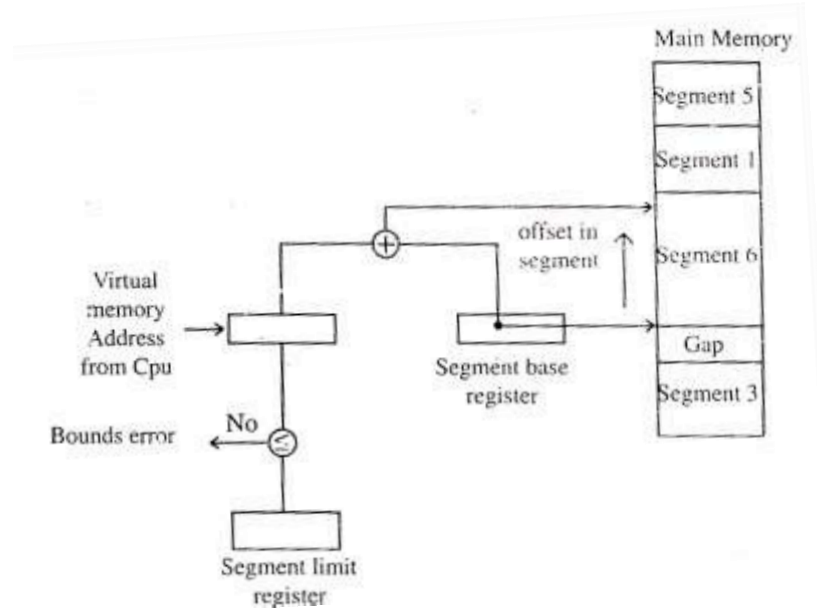 Main Memory
Segment 5
Segment 1
offset in
segment
Segment 6
Virtual
memory
Address
from Cpu
Gap
Segment base
register
Segment 3
Bounds error
No
≤
Segment limit
register
+